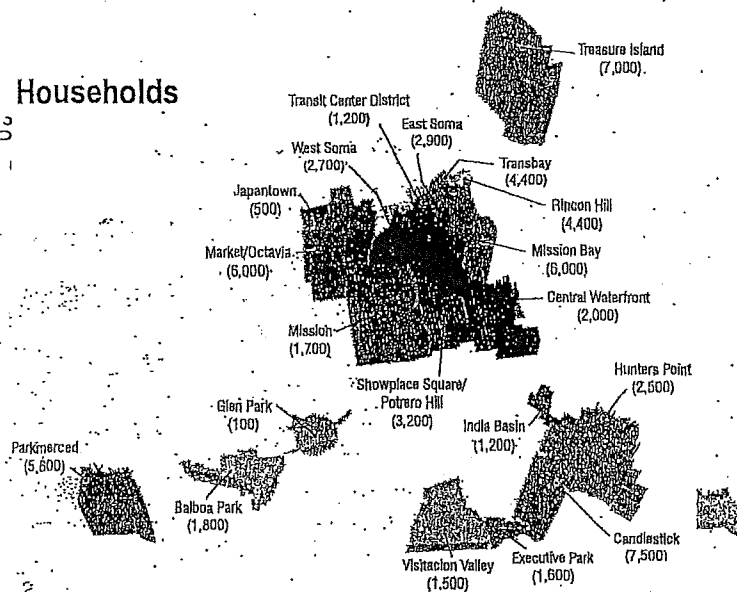 Treasure Island
(7,000)
Households
Transit Center District
(1,200)
East Soma
(2,900)
West Soma
(2,700)
Transbay
(4,400)
Japantown
(500)
Rincon Hill
(4,400)
Market/Octavia
(6,000)
Mission Bay
(6,000)
Central Waterfront
(2,000)
Mission
(1,700)
Showplace Square/
Potrero Hill
(3,200)
Hunters Point
(2,500)
Glen Park
(100)
India Basin
(1,200)
Parkmerced
(5,600)
Balboa Park
(1,800)
Candlestick
(7,500)
Visitacion Valley
(1,500)
Executive Park
(1,600)